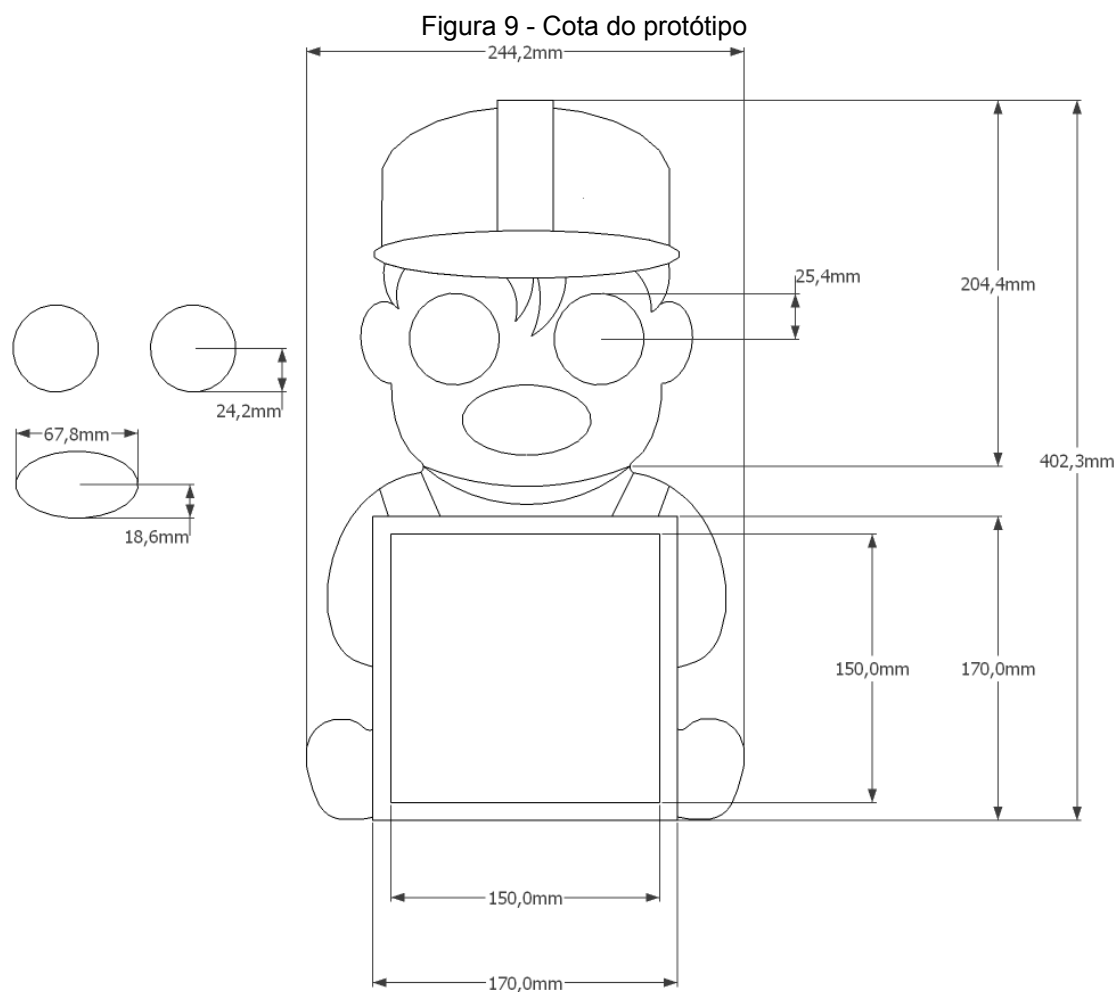 Figura 9 - Cota do protótipo
244,2mm
25,4mm
204,4mm
24,2mm
67,8mm
402,3mm
18,6mm
150,0mm
170,0mm
150,0mm
170,0mm